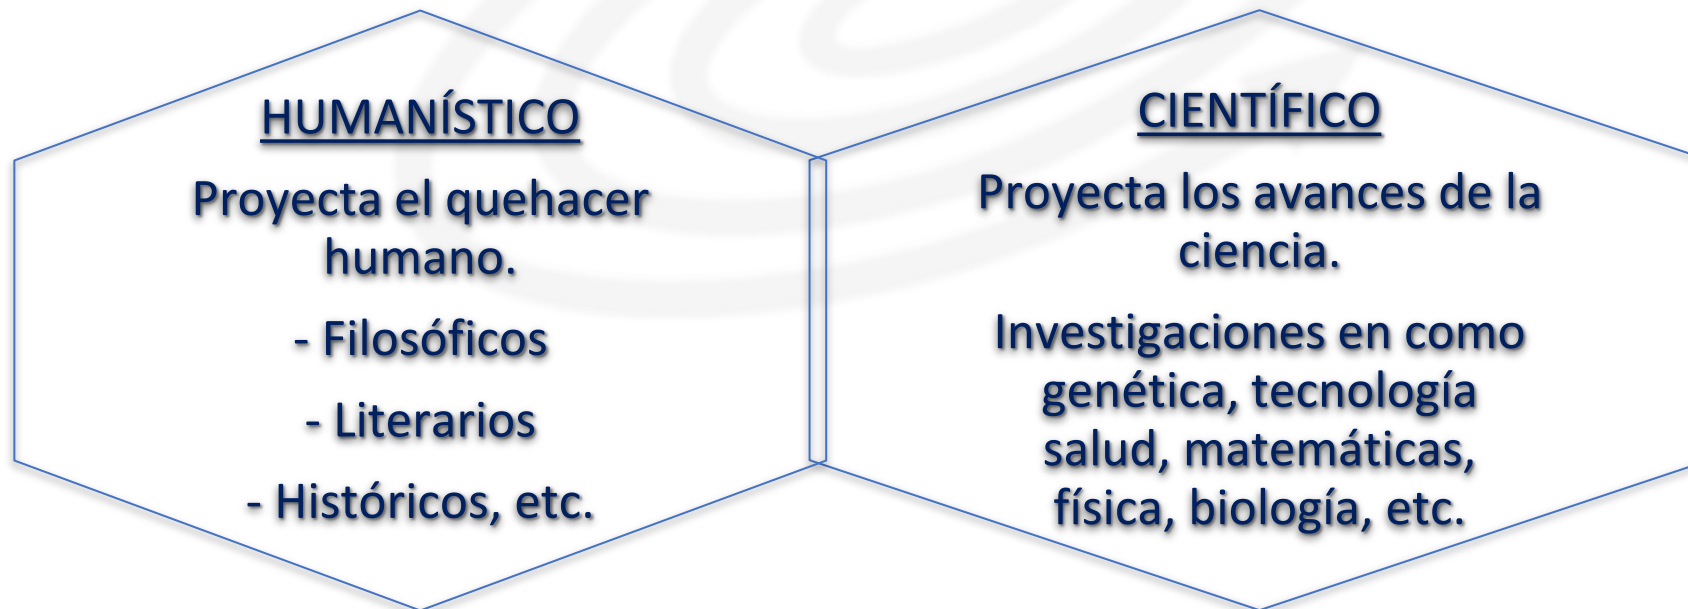 HUMANÍSTICO
Proyecta el quehacer
humano.
- Filosóficos
- Literarios
- Históricos, etc.
CIENTÍFICO
Proyecta los avances de la
ciencia.
Investigaciones en como
genética, tecnología
salud, matemáticas,
física, biología, etc.